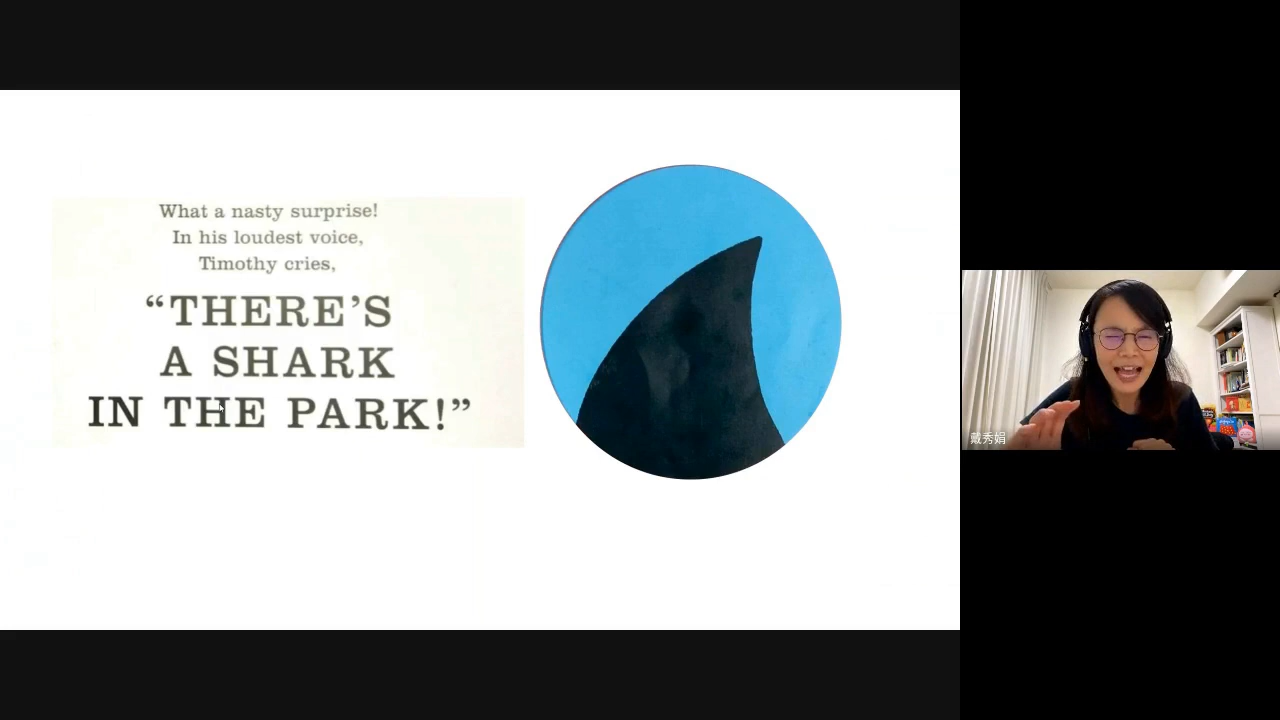 What a nasty surprise!
In his loudest voice,
Timothy cries,
“THERE’S
A SHARK
IN THE PARK!”
戴秀娟